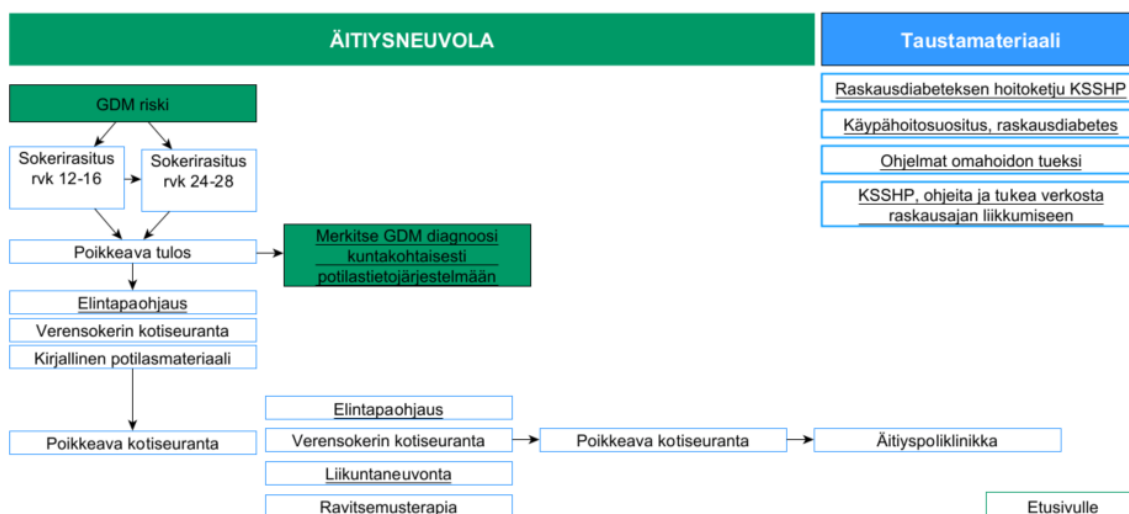 ÄITIYSNEUVOLA
Taustamateriaali
GDM riski
Sokerirasitus
rvk 12-16
Sokerirasitus
rvk 24-28
Poikkeava tulos
Merkitse GDM diagnoosi
kuntakohtaisesti
potilastietojärjestelmään
Elintapaohjaus
Verensokerin kotiseuranta
Kirjallinen potilasmateriaali
Poikkeava kotiseuranta
Elintapaohjaus
Verensokerin kotiseuranta
Liikuntaneuvonta
Ravitsemusterapia
Poikkeava kotiseuranta
Äitiyspoliklinikka
Raskausdiabeteksen hoitoketju KSSHP
Käypähoitosuositus, raskausdiabetes
Ohjelmat omahoidon tueksi
KSSHP, ohjeita ja tukea verkosta
raskausajan liikkumiseen
Etusivulle